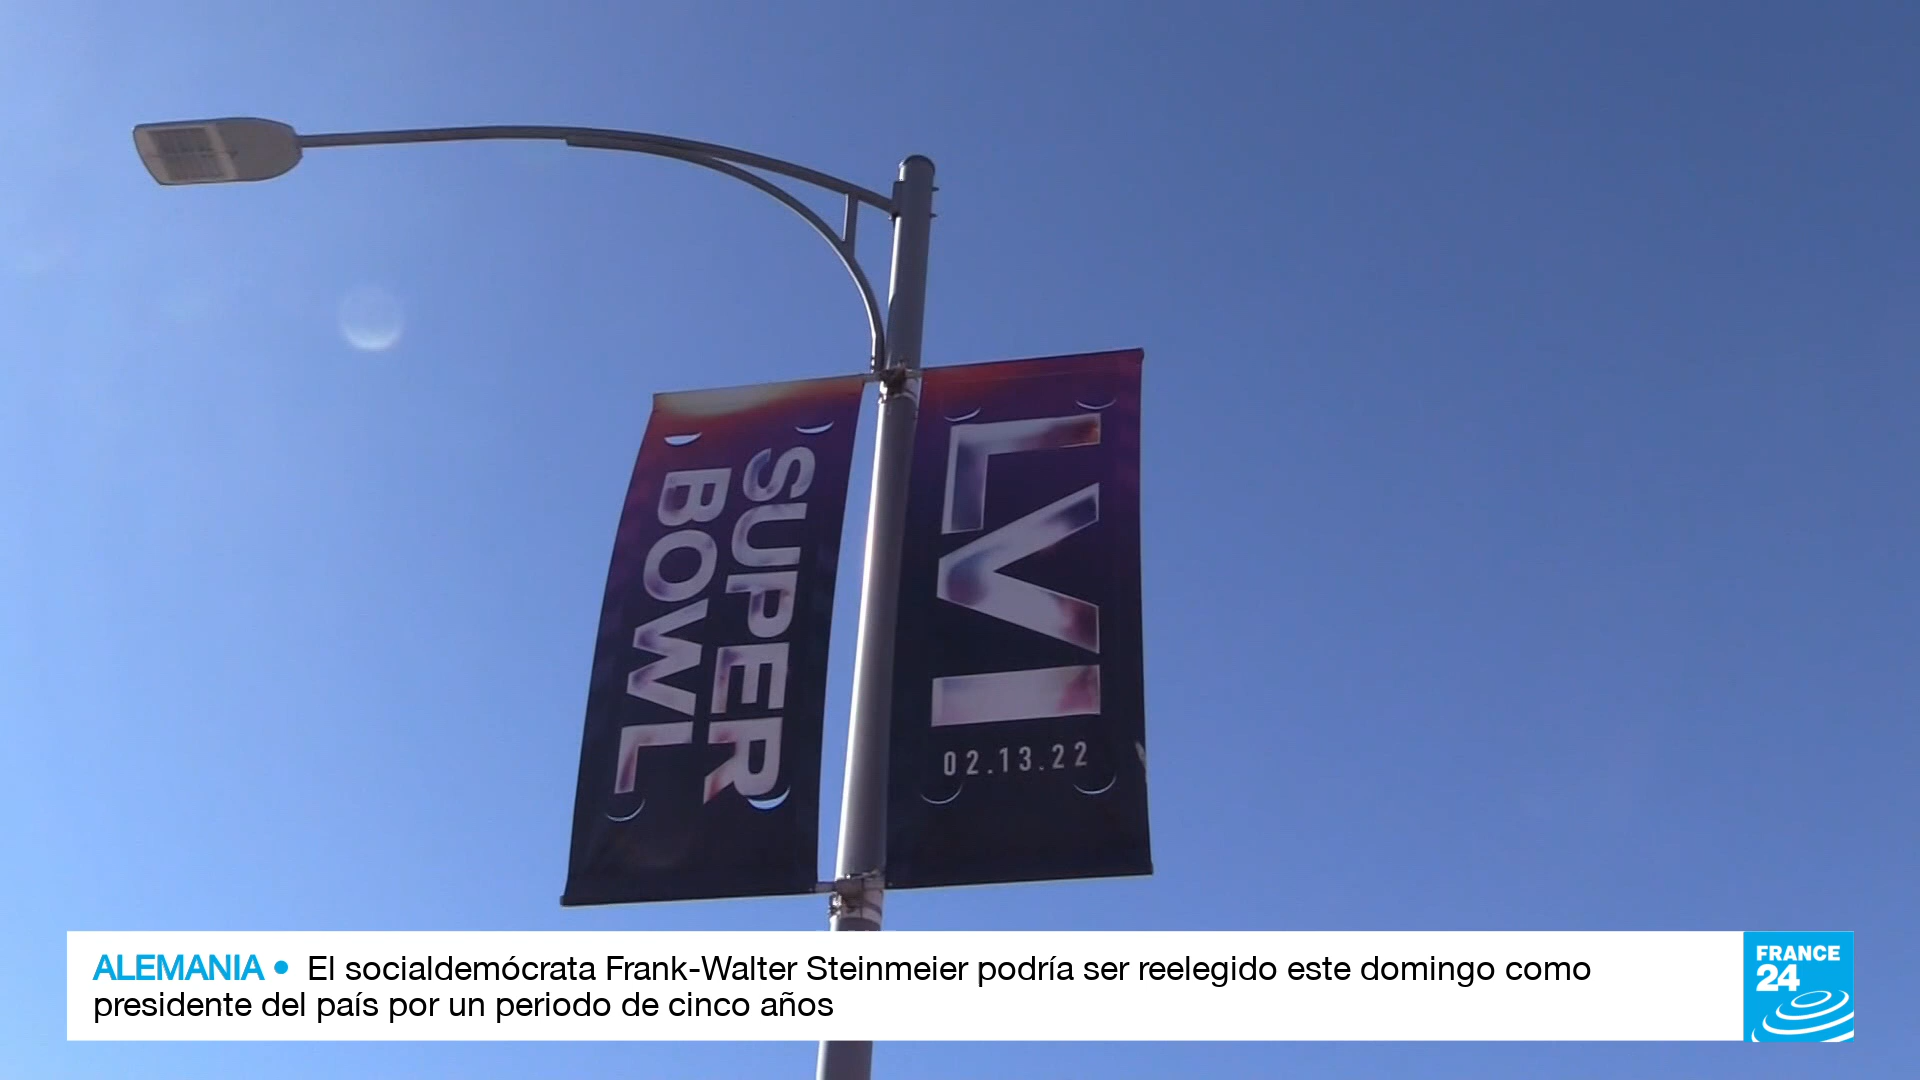 SUPER
BOWL
LVI
02.13.22
ALEMANIA • El socialdemócrata Frank-Walter Steinmeier podría ser reelegido este domingo como
presidente del país por un periodo de cinco años
FRANCE
24